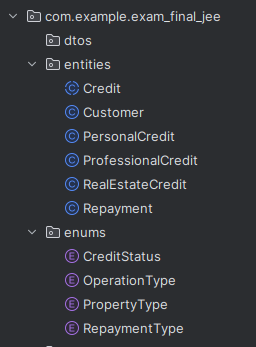 com.example.exam_final_jee
dtos
entities
Credit
Customer
PersonalCredit
ProfessionalCredit
RealEstateCredit
Repayment
enums
CreditStatus
OperationType
PropertyType
RepaymentType